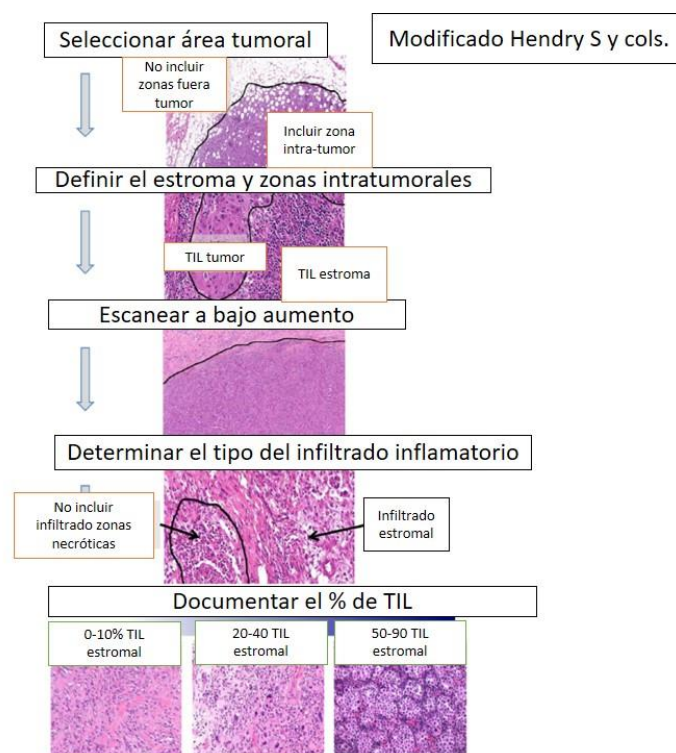 Seleccionar área tumoral
Modificado Hendry S y cols.
No incluir
zonas fuera
tumor
Incluir zona
intra-tumor
Definir el estroma y zonas intratumorales
TIL tumor
TIL estroma
Escanear a bajo aumento
Determinar el tipo del infiltrado inflamatorio
No incluir
infiltrado zonas
necróticas
Infiltrado
estromal
Documentar el % de TIL
0-10% TIL
estromal
20-40 TIL
estromal
50-90 TIL
estromal